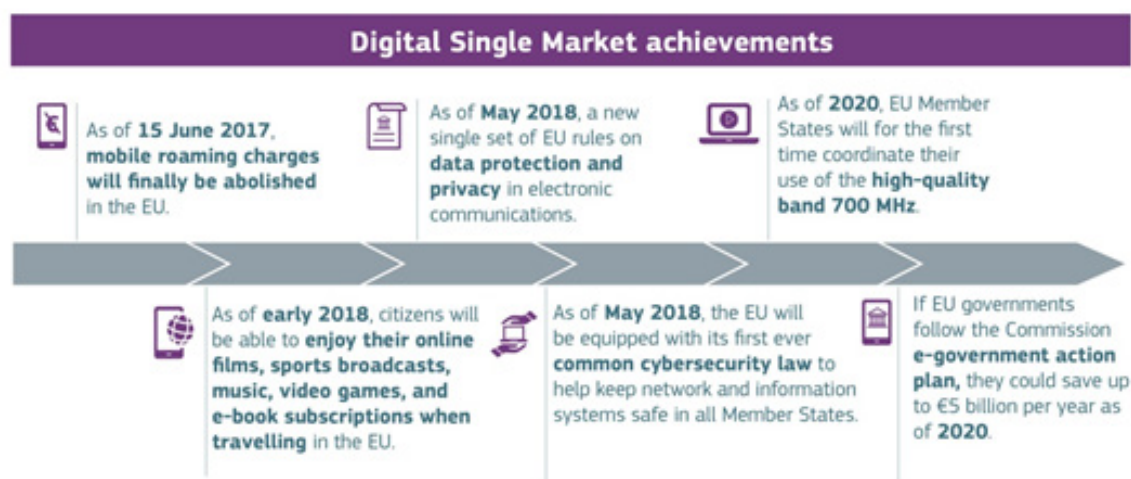 Digital Single Market achievements
As of 15 June 2017,
mobile roaming charges
will finally be abolished
in the EU.
As of early 2018, citizens will
be able to enjoy their online
films, sports broadcasts,
music, video games, and
e-book subscriptions when
travelling in the EU.
As of May 2018, a new
single set of EU rules on
data protection and
privacy in electronic
communications.
As of May 2018, the EU will
be equipped with its first ever
common cybersecurity law to
help keep network and information
systems safe in all Member States.
As of 2020, EU Member
States will for the first
time coordinate their
use of the high-quality
band 700 MHz.
If EU governments
follow the Commission
e-government action
plan, they could save up
to €5 billion per year as
of 2020.